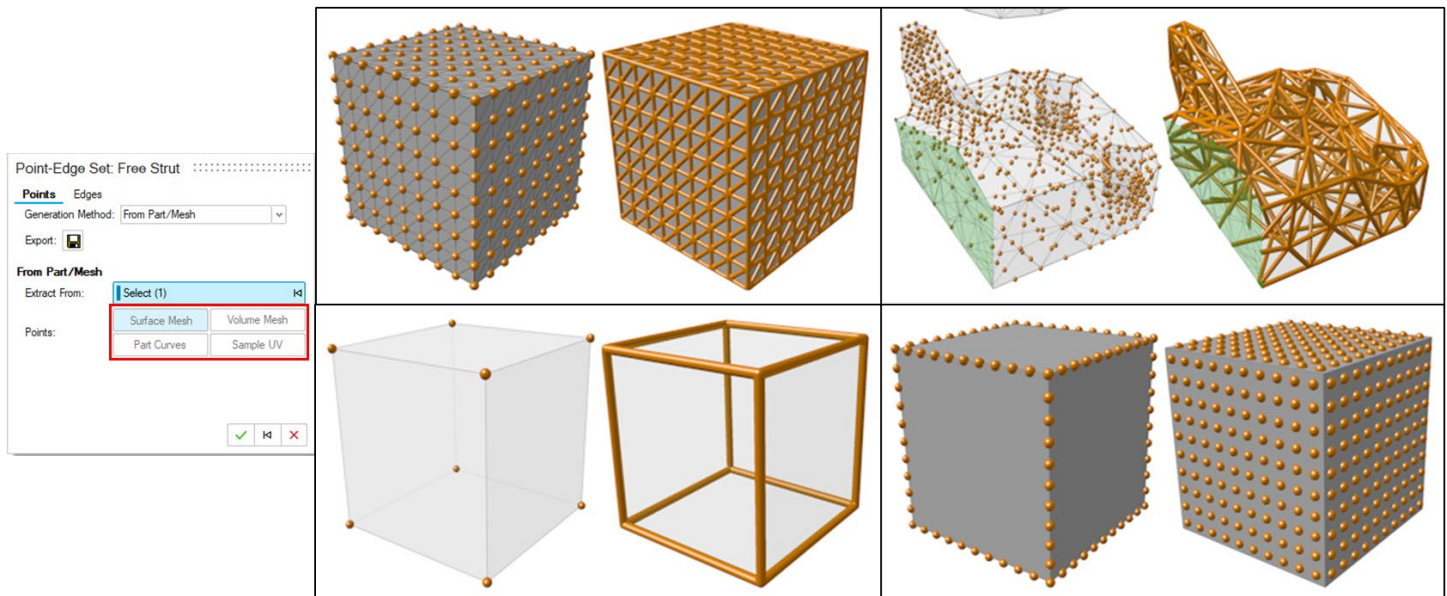 Point-Edge Set: Free Strut
Points Edges
Generation Method: From Part/Mesh
Export:
From Part/Mesh
Extract From: Select (1)
Points:
Surface Mesh Volume Mesh
Part Curves Sample UV